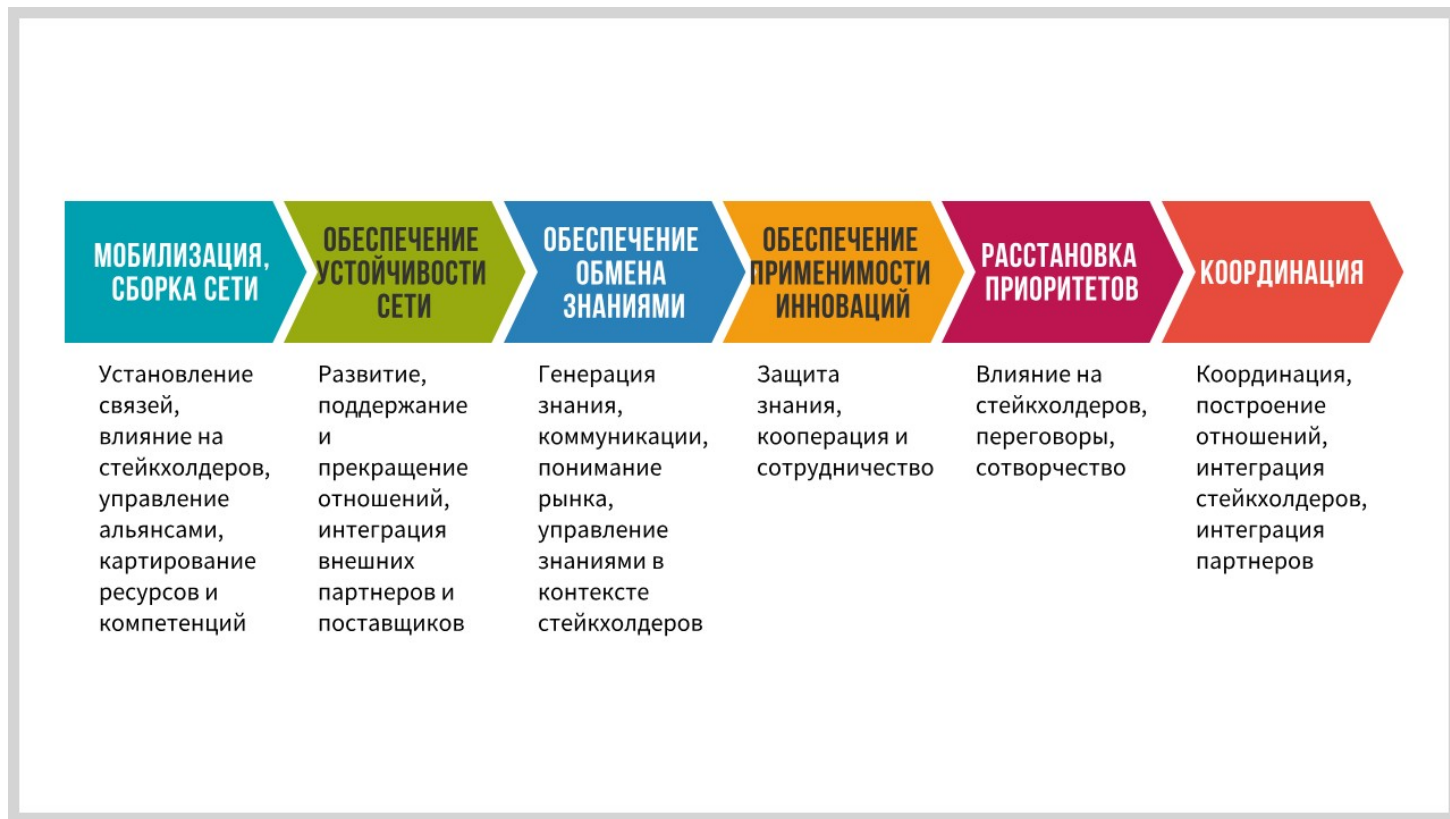 МОБИЛИЗАЦИЯ,
СБОРКА СЕТИ
Установление
связей,
влияние на
стейкхолдеров,
управление
альянсами,
картирование
ресурсов и
компетенций
ОБЕСПЕЧЕНИЕ
УСТОЙЧИВОСТИ
СЕТИ
Развитие,
поддержание
и
прекращение
отношений,
интеграция
внешних
партнеров и
поставщиков
ОБЕСПЕЧЕНИЕ
ОБМЕНА
ЗНАНИЯМИ
Генерация
знания,
коммуникации,
понимание
рынка,
управление
знаниями в
контексте
стейкхолдеров
ОБЕСПЕЧЕНИЕ
ПРИМЕНИМОСТИ
ИННОВАЦИЙ
Защита
знания,
кооперация и
сотрудничество
РАССТАНОВКА
ПРИОРИТЕТОВ
Влияние на
стейкхолдеров,
переговоры,
сотворчество
КООРДИНАЦИЯ
Координация,
построение
отношений,
интеграция
стейкхолдеров,
интеграция
партнеров